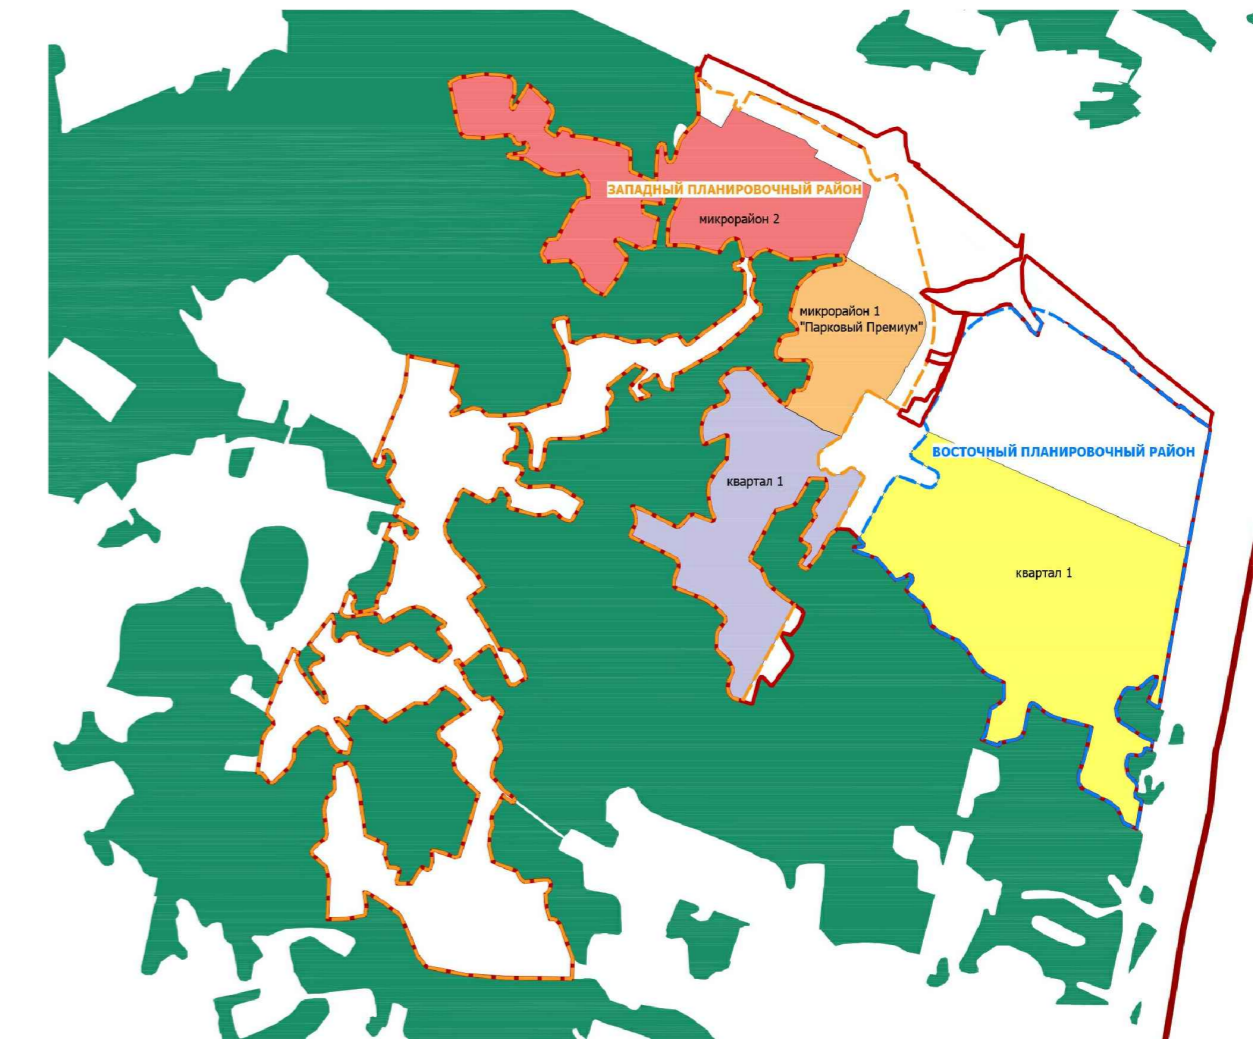 ЗАПАДНЫЙ ПЛАНИРОВОЧНЫЙ РАЙОН
микрорайон 2
микрорайон 1
"Парковый Премиум"
ВОСТОЧНЫЙ ПЛАНИРОВОЧНЫЙ РАЙОН
квартал 1
квартал 1